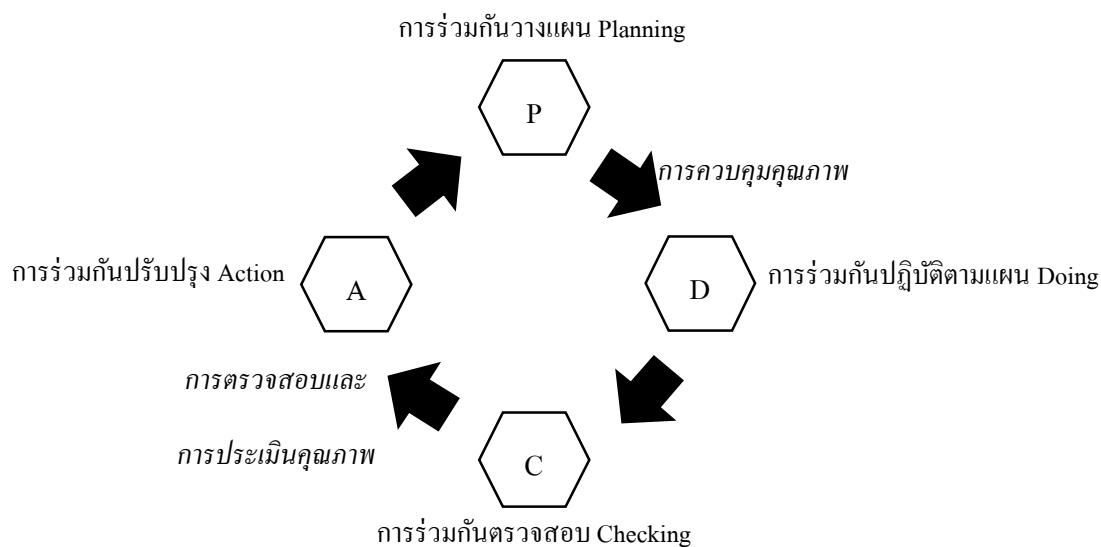 การร่วมกันวางแผน Planning
P
การควบคุมคุณภาพ
การร่วมกันปรับปรุง Action
A
D
การร่วมกันปฏิบัติตามแผน Doing
การตรวจสอบและ
การประเมินคุณภาพ
C
การร่วมกันตรวจสอบ Checking